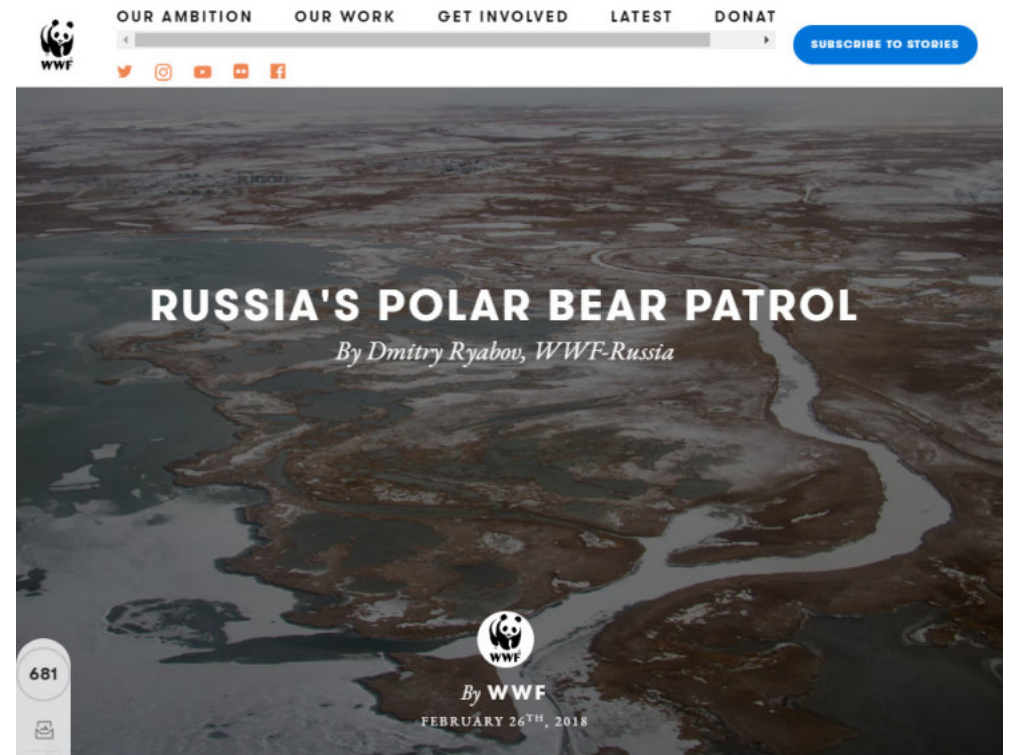 OUR AMBITION OUR WORK GET INVOLVED LATEST DONAT
SUBSCRIBE TO STORIES
WWF
RUSSIA'S POLAR BEAR PATROL
By Dmitry Ryabov, WWF-Russia
WWF
681
By WWF
FEBRUARY 26TH, 2018